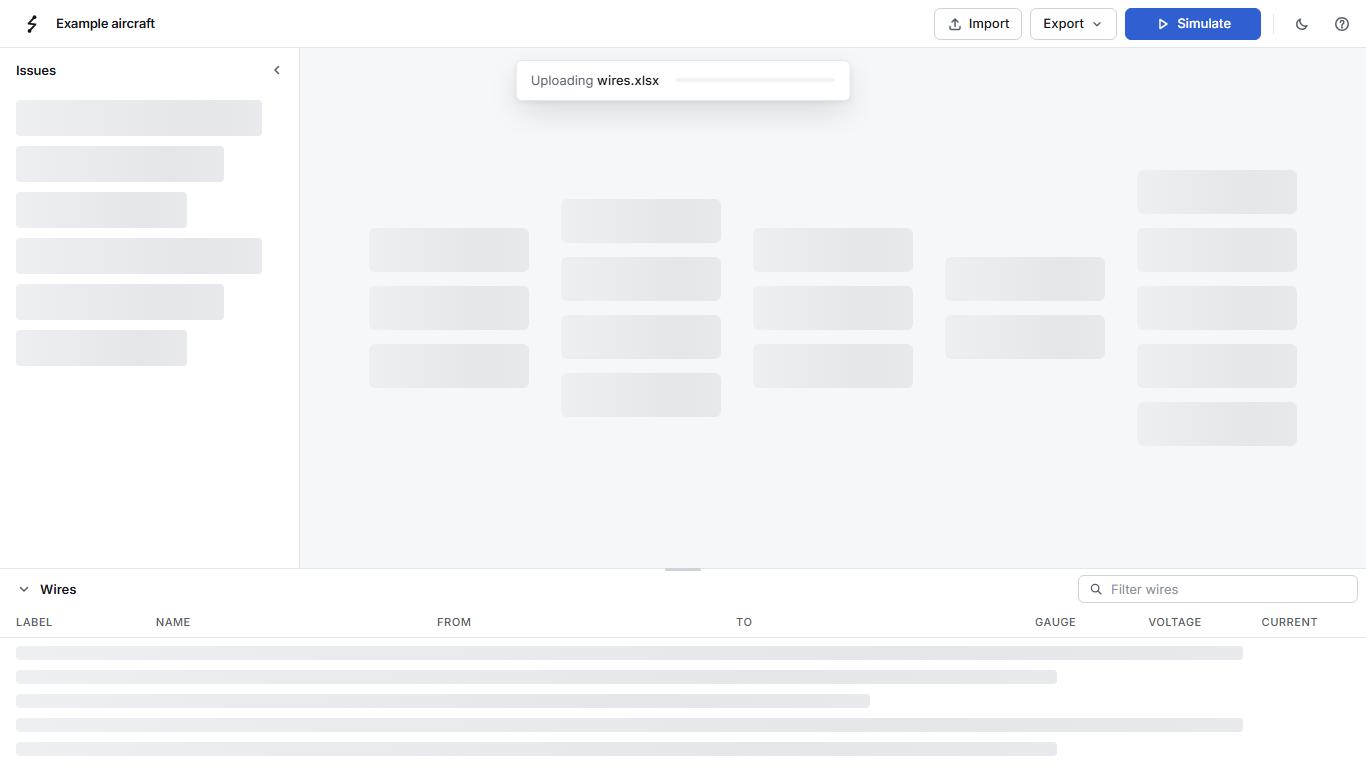 Example aircraft
Import
Export
Simulate
Issues
Uploading wires.xlsx
Wires
Filter wires
LABEL NAME FROM TO GAUGE VOLTAGE CURRENT